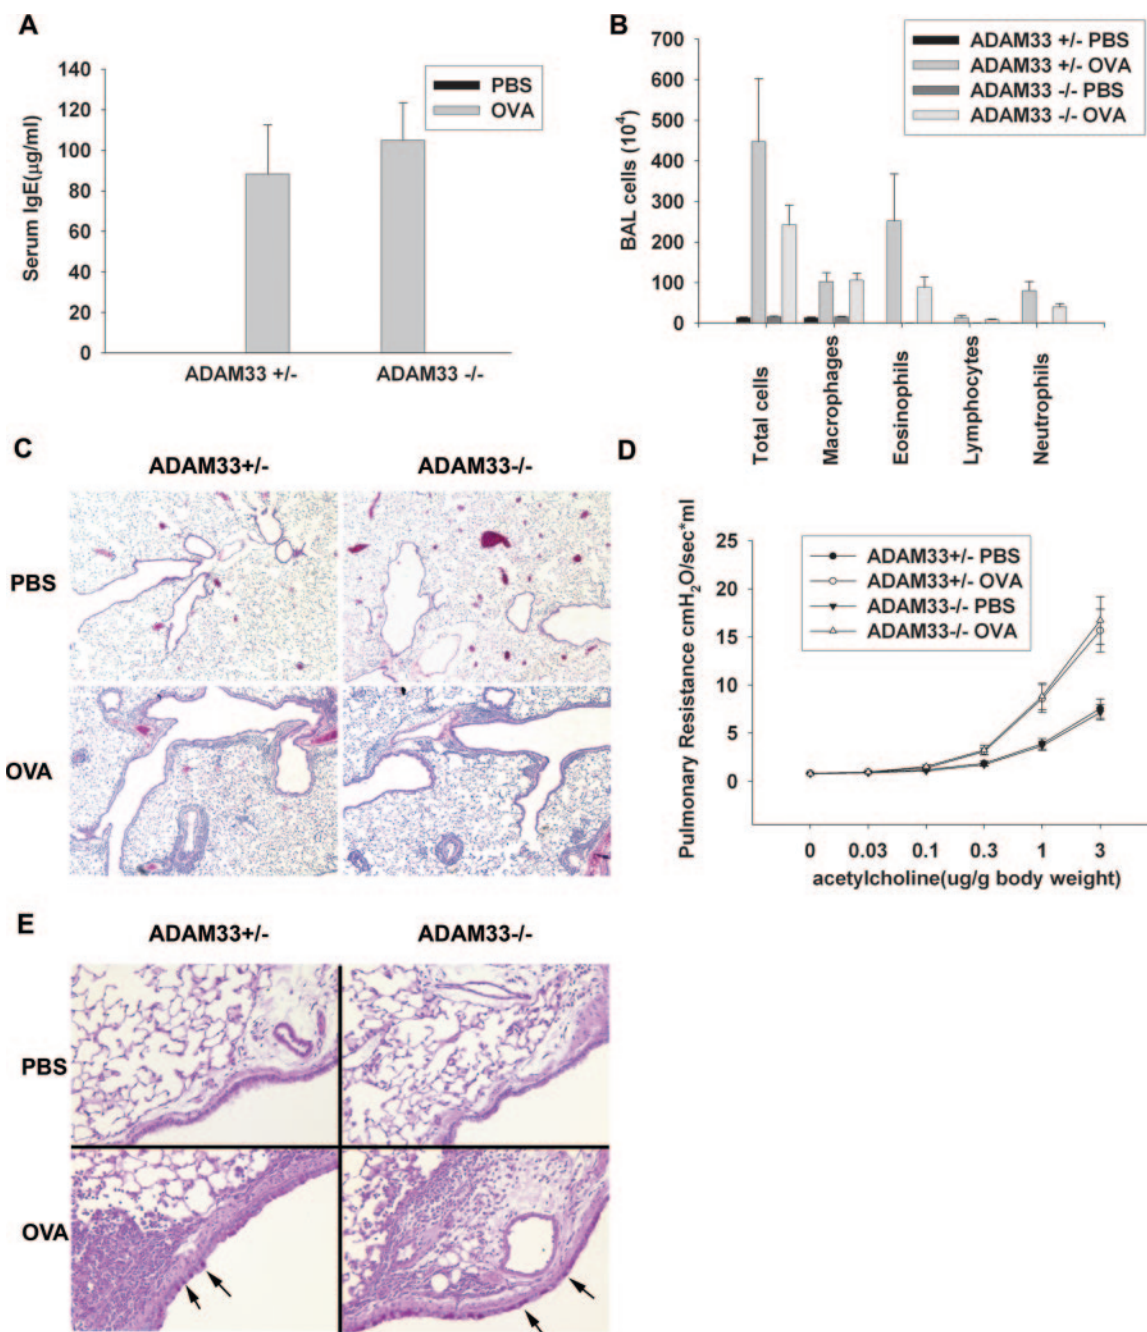 A
140
120
100
80
60
40
20
0
Serum IgE(μg/ml)
PBS
OVA
ADAM33 +/-
ADAM33 -/-
B
700
600
500
400
300
200
100
0
BAL cells (10⁴)
ADAM33 +/- PBS
ADAM33 +/- OVA
ADAM33 -/- PBS
ADAM33 -/- OVA
Total cells
Macrophages
Eosinophils
Lymphocytes
Neutrophils
C
ADAM33+/-
ADAM33-/-
PBS
OVA
D
25
20
15
10
5
0
Pulmonary Resistance cmH₂O/sec*ml
ADAM33+/- PBS
ADAM33+/- OVA
ADAM33-/- PBS
ADAM33-/- OVA
0 0.03 0.1 0.3 1 3
acetylcholine(ug/g body weight)
E
ADAM33+/-
ADAM33-/-
PBS
OVA